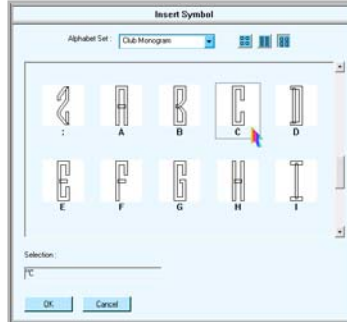 Insert Symbol
Alphabet Set : Club Monogram
: A B C D
E F G H I
Selection :
"C
OK Cancel